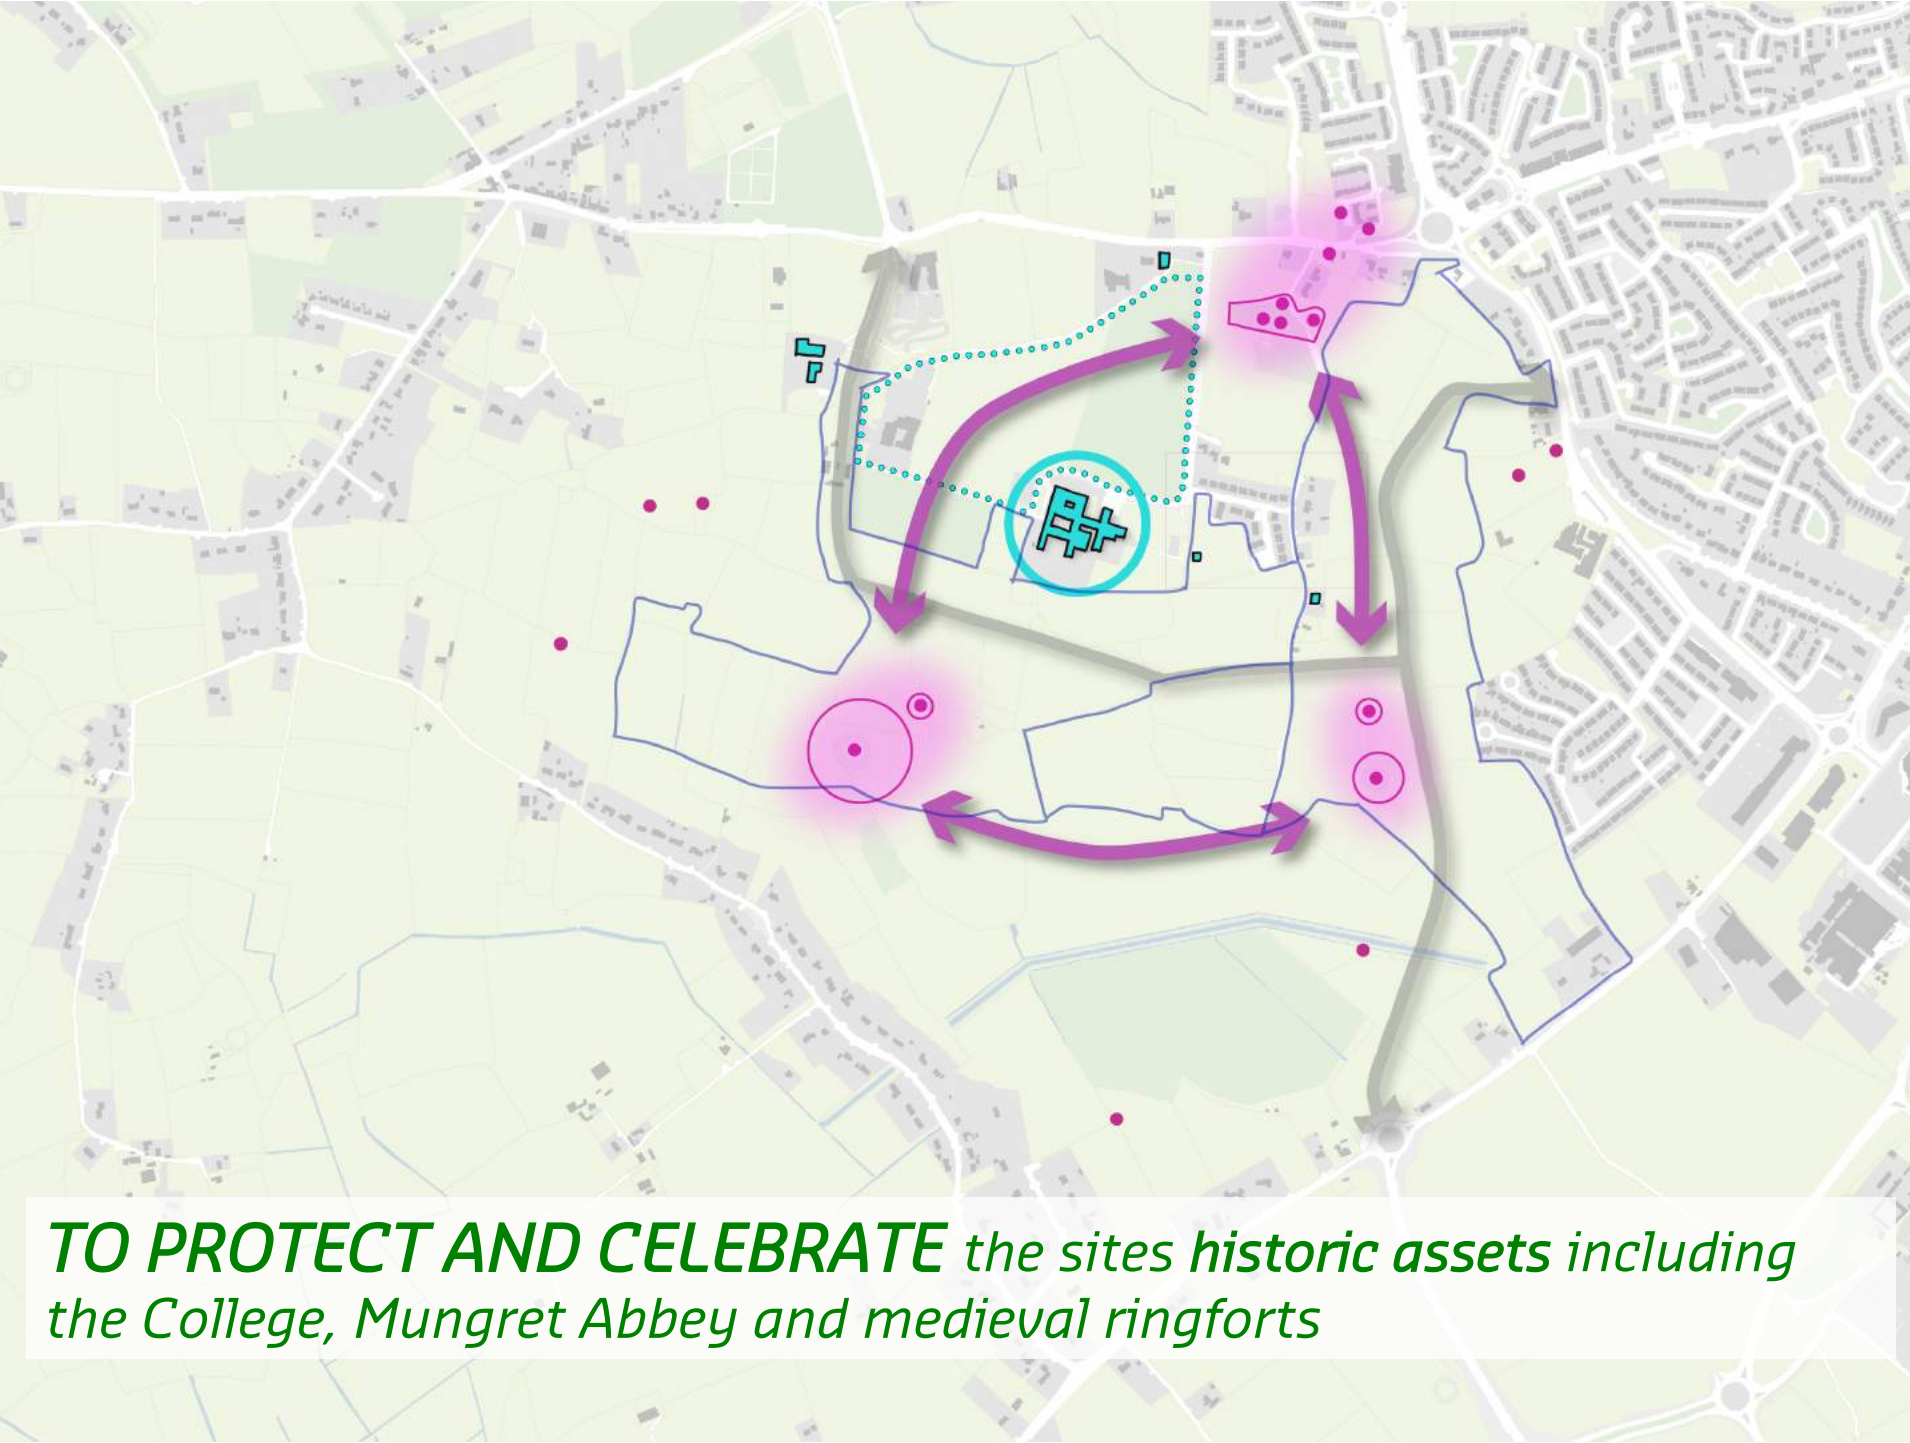 TO PROTECT AND CELEBRATE the sites historic assets including
the College, Mungret Abbey and medieval ringforts